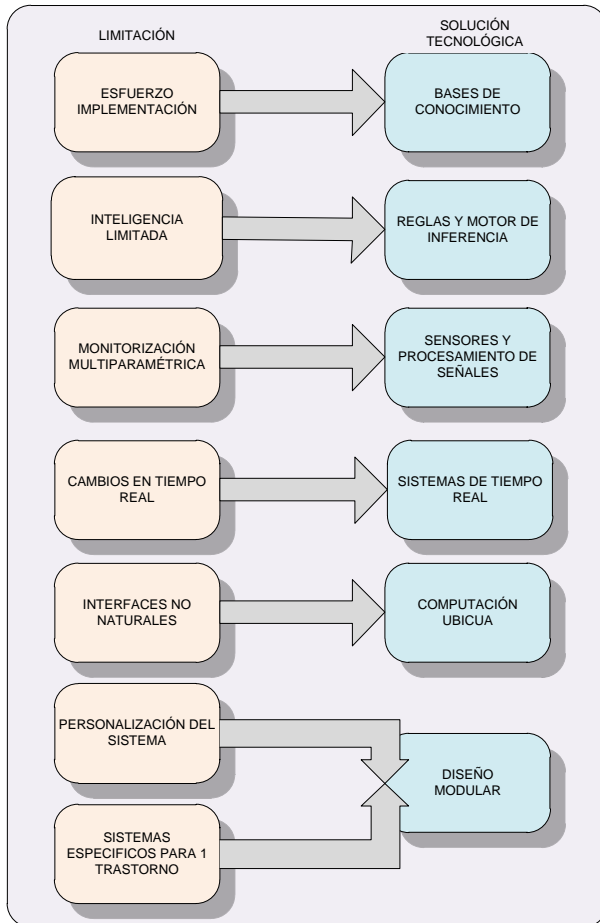 LIMITACIÓN
SOLUCIÓN
TECNOLÓGICA
ESFUERZO
IMPLEMENTACIÓN
BASES DE
CONOCIMIENTO
INTELIGENCIA
LIMITADA
REGLAS Y MOTOR DE
INFERENCIA
MONITORIZACIÓN
MULTIPARAMÉTRICA
SENSORES Y
PROCESAMIENTO DE
SEÑALES
CAMBIOS EN TIEMPO
REAL
SISTEMAS DE TIEMPO
REAL
INTERFACES NO
NATURALES
COMPUTACIÓN
UBICUA
PERSONALIZACIÓN DEL
SISTEMA
DISEÑO
MODULAR
SISTEMAS
ESPECIFICOS PARA 1
TRASTORNO